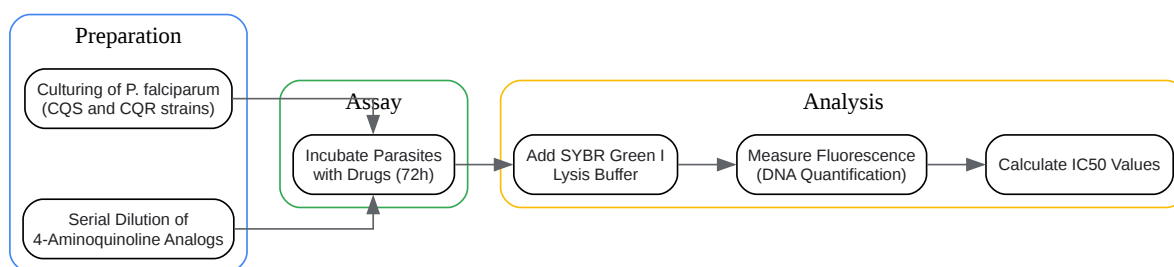 Preparation
Culturing of P. falciparum
(CQS and CQR strains)
Serial Dilution of
4-Aminoquinoline Analogs
Assay
Incubate Parasites
with Drugs (72h)
Analysis
Add SYBR Green I
Lysis Buffer
Measure Fluorescence
(DNA Quantification)
Calculate IC50 Values